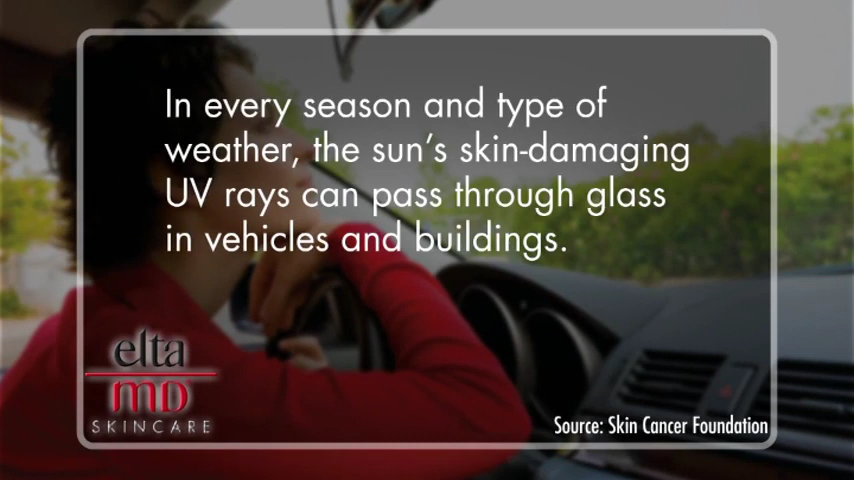 In every season and type of
weather, the sun's skin-damaging
UV rays can pass through glass
in vehicles and buildings.
elta
MD
SKINCARE
Source: Skin Cancer Foundation